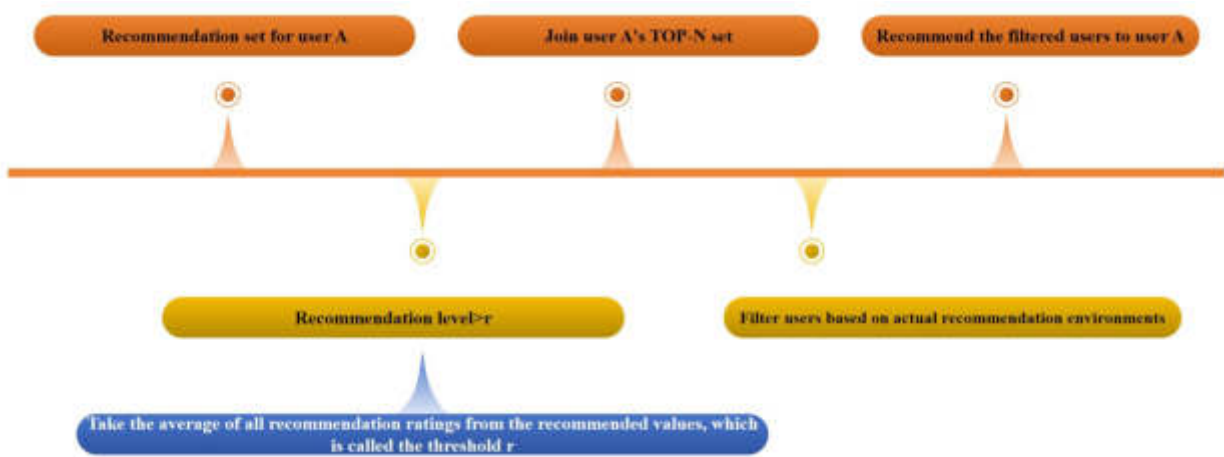 Recommendation set for user A
Join user A's TOP-N set
Recommend the filtered users to user A
Recommendation level>r
Filter users based on actual recommendation environments
Take the average of all recommendation ratings from the recommended values, which
is called the threshold r